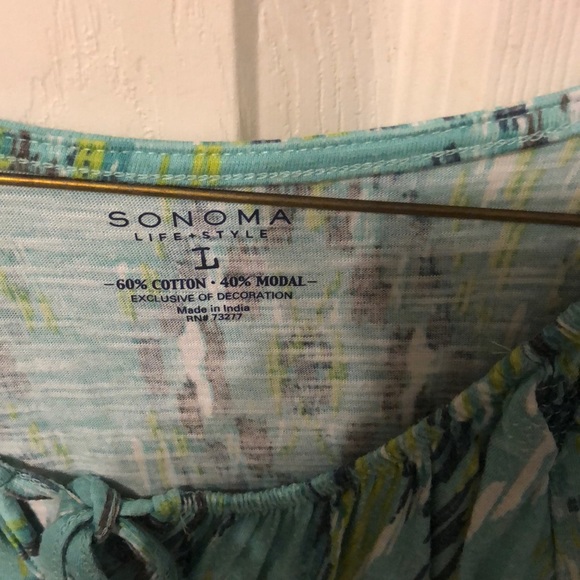 SONOMA
LIFE+STYLE
L
-60% COTTON • 40% MODAL-
EXCLUSIVE OF DECORATION
Made in India
RN# 73277